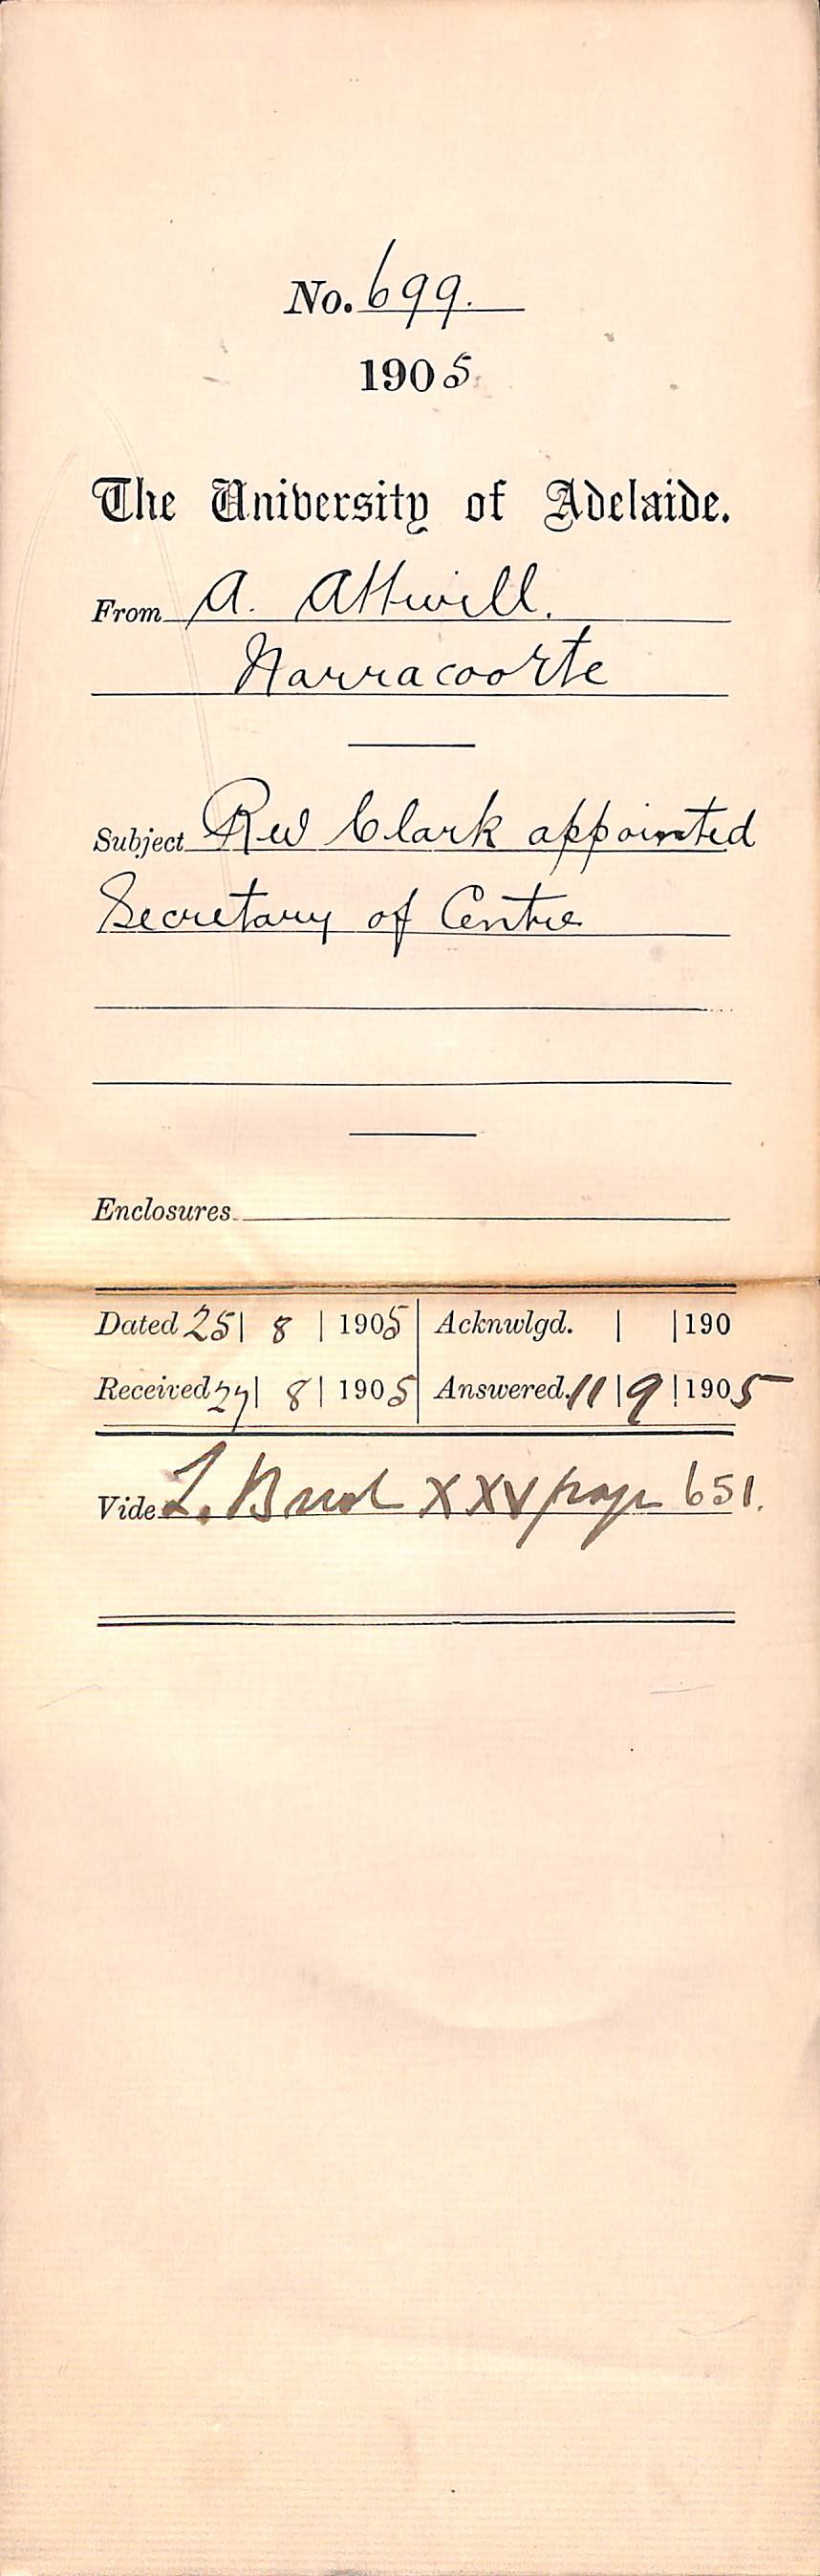 No. 699.
1905
The University of Adelaide.
From A. Attwill.
Narracoorte
Subject Rev Clark appointed
Secretary of Centre
Enclosures
Dated 25 | 8 | 1905 Acknwlgd. | | 190
Received 27 | 8 | 1905 Answered. 11 | 9 | 1905
Vide L. Book XXV page 651.